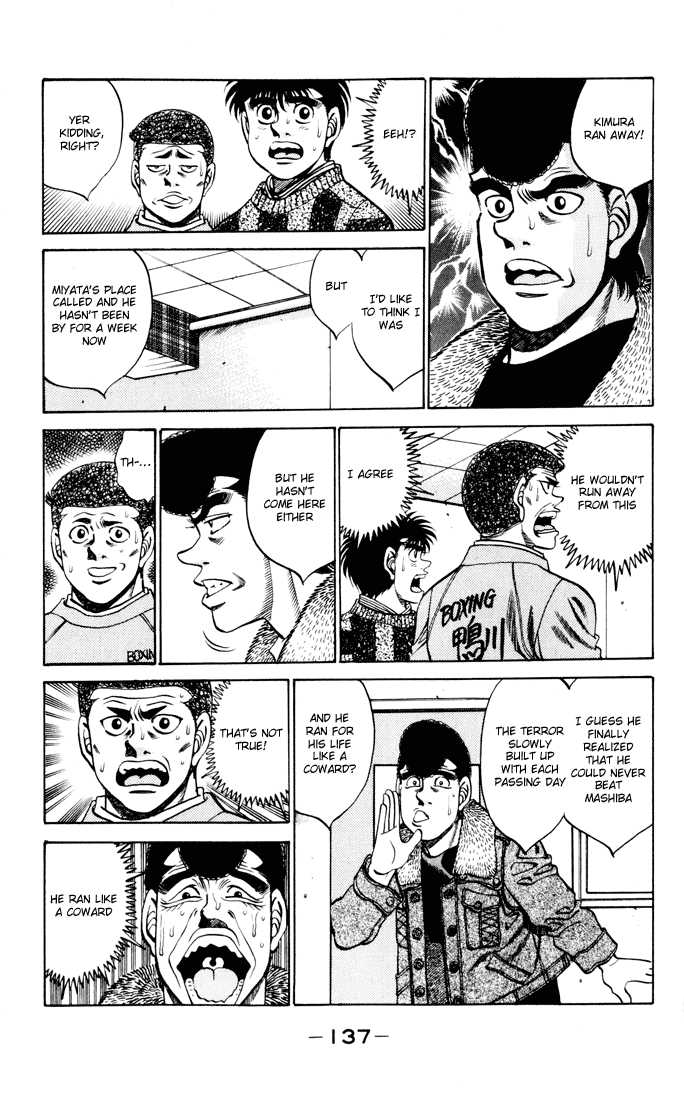 KIMURA
RAN AWAY!
EEH!?
YER
KIDDING,
RIGHT?
I'D LIKE
TO THINK I
WAS
BUT
MIYATA'S PLACE
CALLED AND HE
HASN'T BEEN
BY FOR A WEEK
NOW
HE WOULDN'T
RUN AWAY
FROM THIS
I AGREE
BOXING
鴨川
BUT HE
HASN'T
COME HERE
EITHER
TH-...
BOXIN
I GUESS HE
FINALLY
REALIZED
THAT HE
COULD NEVER
BEAT
MASHIBA
THE TERROR
SLOWLY
BUILT UP
WITH EACH
PASSING DAY
AND HE
RAN FOR
HIS LIFE
LIKE A
COWARD?
THAT'S NOT
TRUE!
HE RAN LIKE
A COWARD
-137-